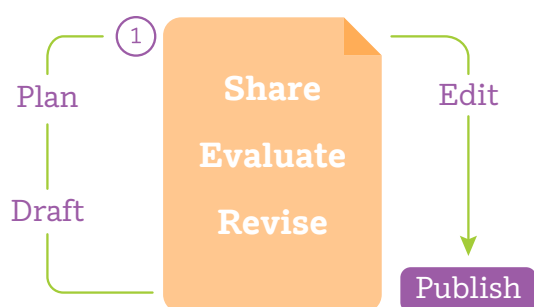 1
Plan
Draft
Share
Evaluate
Revise
Edit
Publish